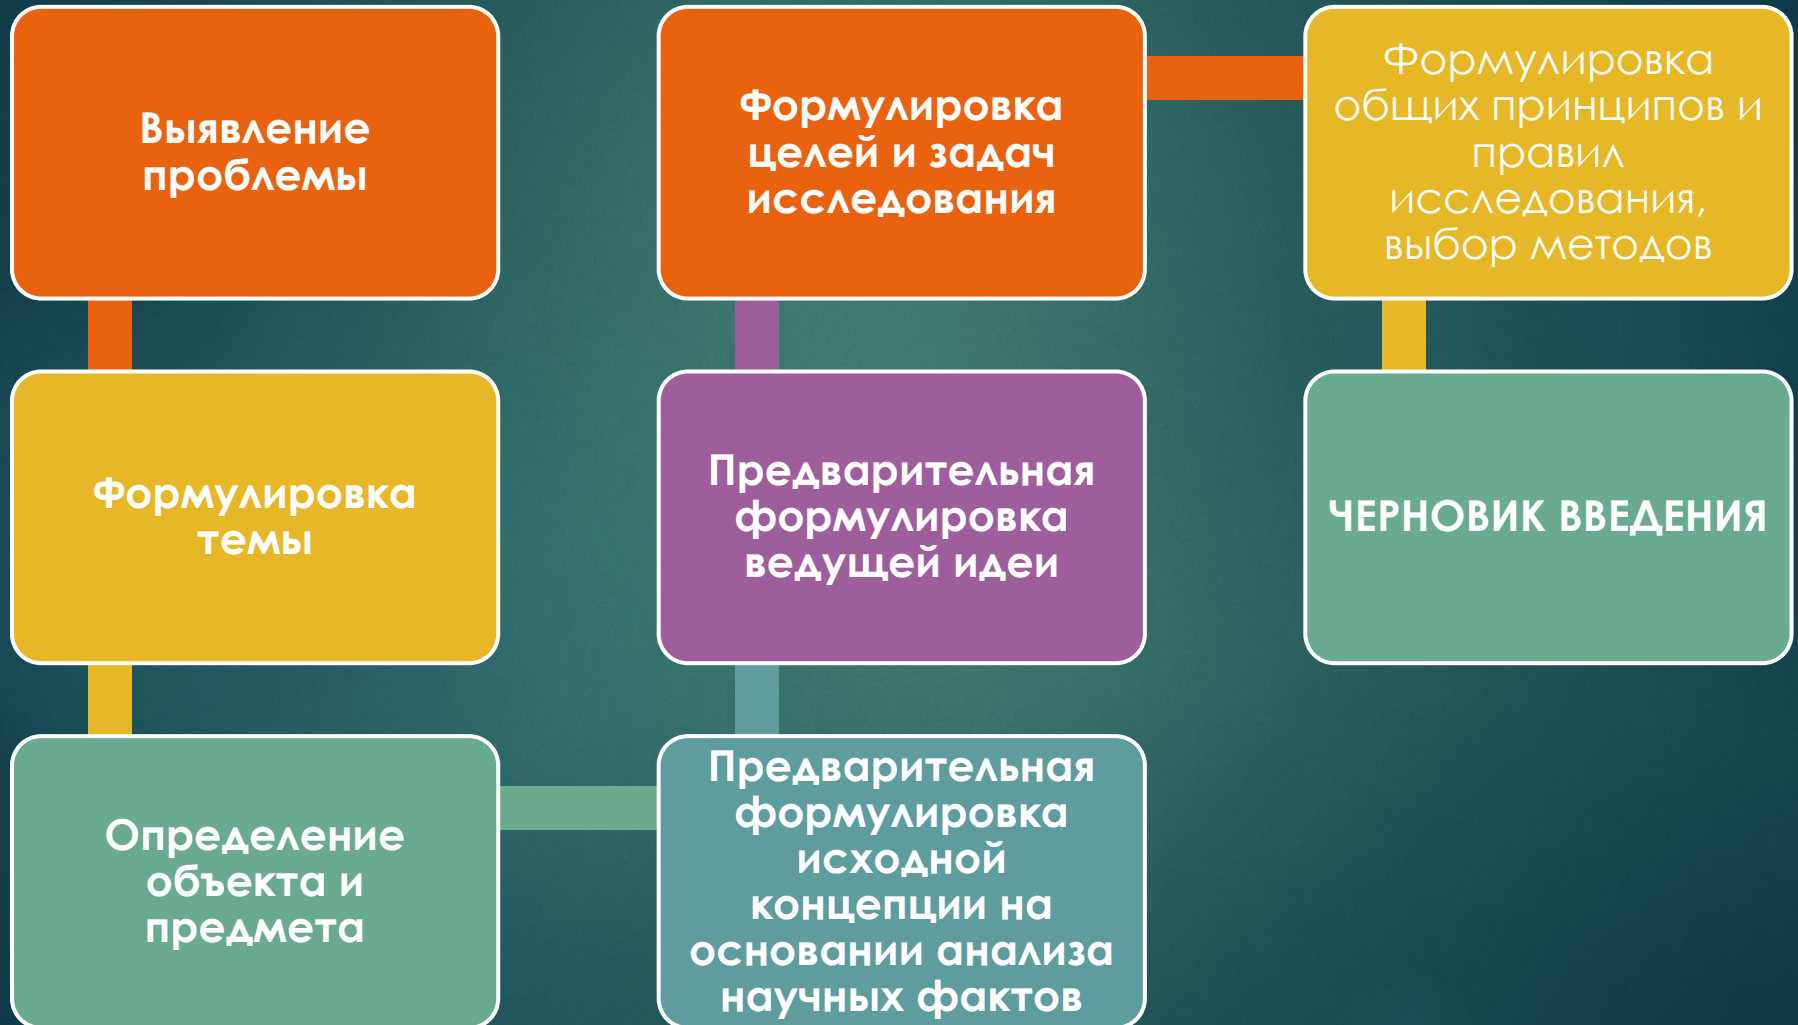 Выявление
проблемы
Формулировка
темы
Определение
объекта и
предмета
Предварительная
формулировка
исходной
концепции на
основании анализа
научных фактов
Предварительная
формулировка
ведущей идеи
Формулировка
целей и задач
исследования
Формулировка
общих принципов и
правил
исследования,
выбор методов
ЧЕРНОВИК ВВЕДЕНИЯ